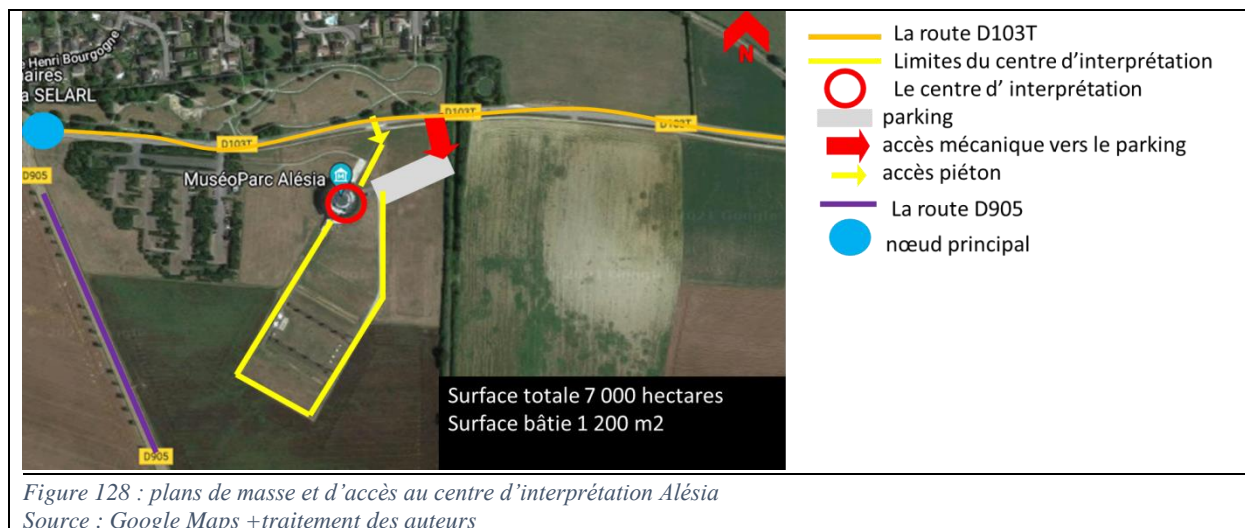 e Henri Bourgogne
aires.
a SELARL
D103T
D103T
D103T
D905
MuséoParc Alésia
D905
N
Surface totale 7 000 hectares
Surface bâtie 1 200 m2
La route D103T
Limites du centre d’interprétation
Le centre d’ interprétation
parking
accès mécanique vers le parking
accès piéton
La route D905
nœud principal
Figure 128 : plans de masse et d’accès au centre d’interprétation Alésia
Source : Google Maps +traitement des auteurs